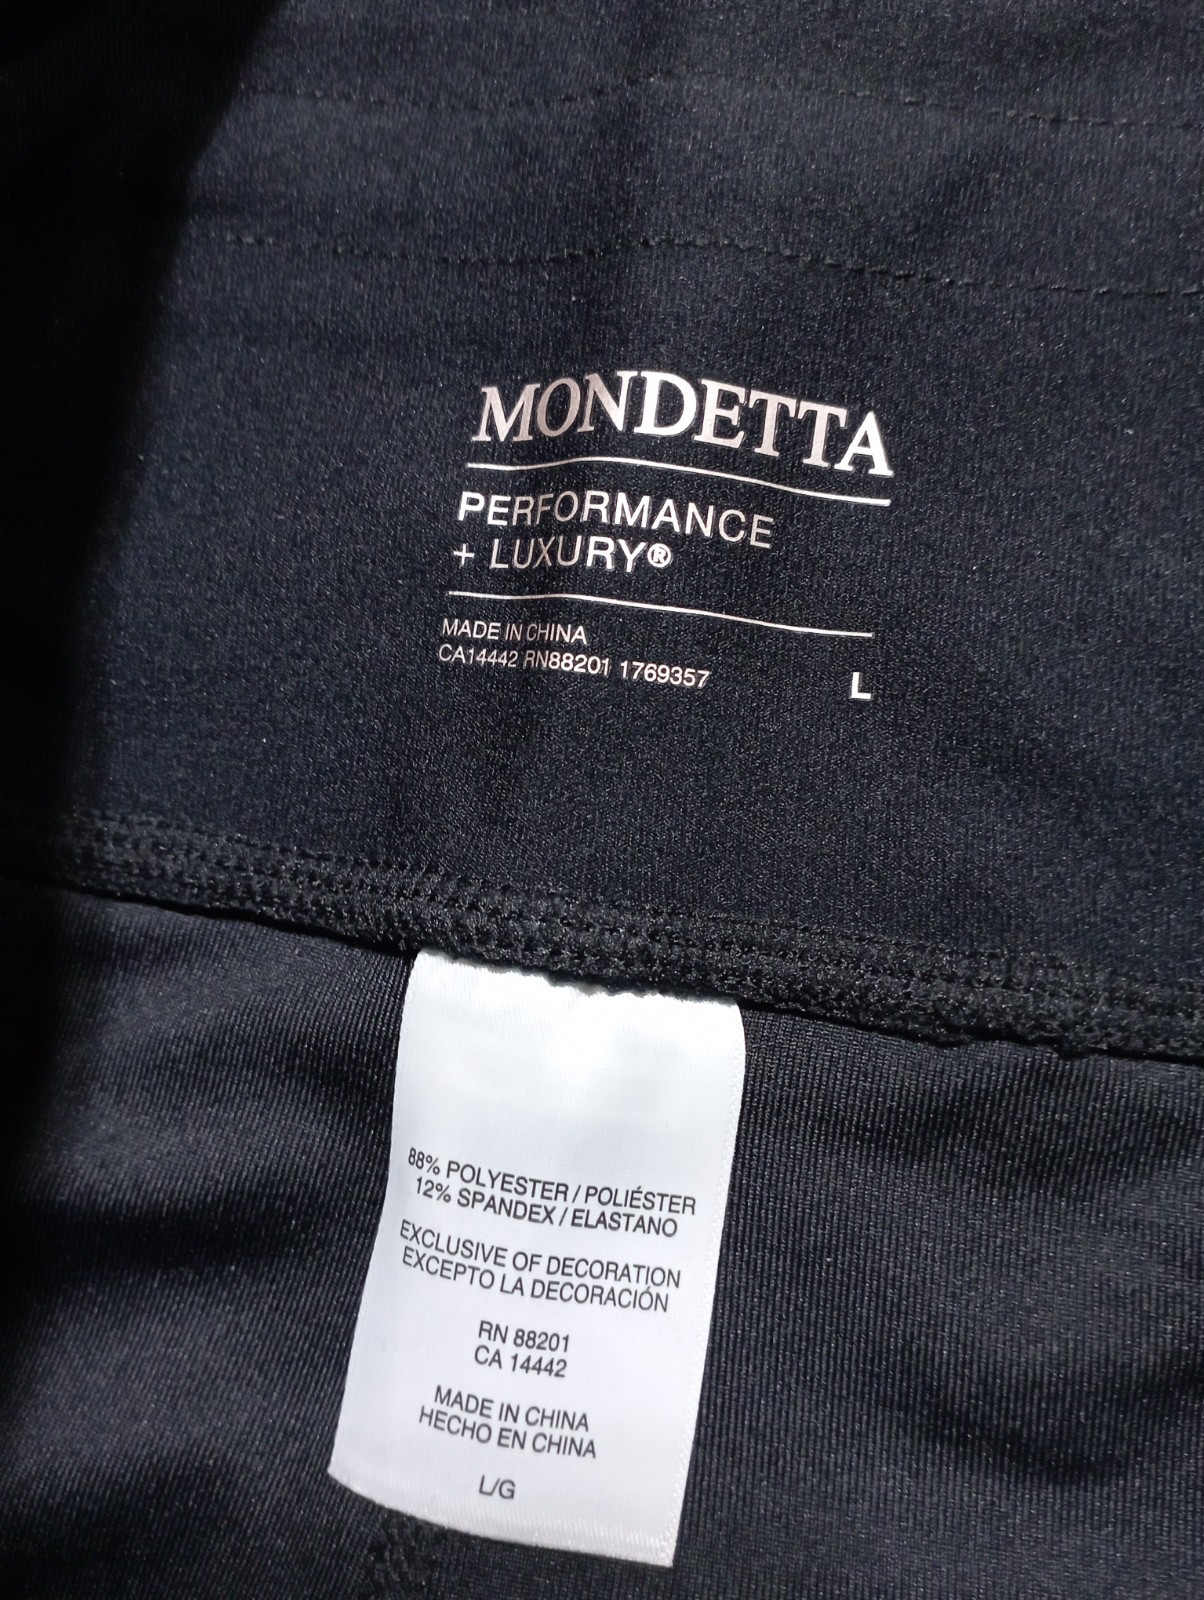 MONDETTA
PERFORMANCE
+ LUXURY®
MADE IN CHINA
CA14442 RN88201 1769357
L
88% POLYESTER / POLIÉSTER
12% SPANDEX / ELASTANO
EXCLUSIVE OF DECORATION
EXCEPTO LA DECORACIÓN
RN 88201
CA 14442
MADE IN CHINA
HECHO EN CHINA
L/G